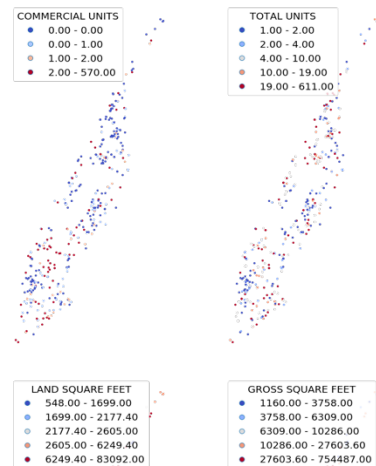 COMMERCIAL UNITS
0.00 - 0.00
0.00 - 1.00
1.00 - 2.00
2.00 - 570.00
TOTAL UNITS
1.00 - 2.00
2.00 - 4.00
4.00 - 10.00
10.00 - 19.00
19.00 - 611.00
LAND SQUARE FEET
548.00 - 1699.00
1699.00 - 2177.40
2177.40 - 2605.00
2605.00 - 6249.40
6249.40 - 83092.00
GROSS SQUARE FEET
1160.00 - 3758.00
3758.00 - 6309.00
6309.00 - 10286.00
10286.00 - 27603.60
27603.60 - 754487.00